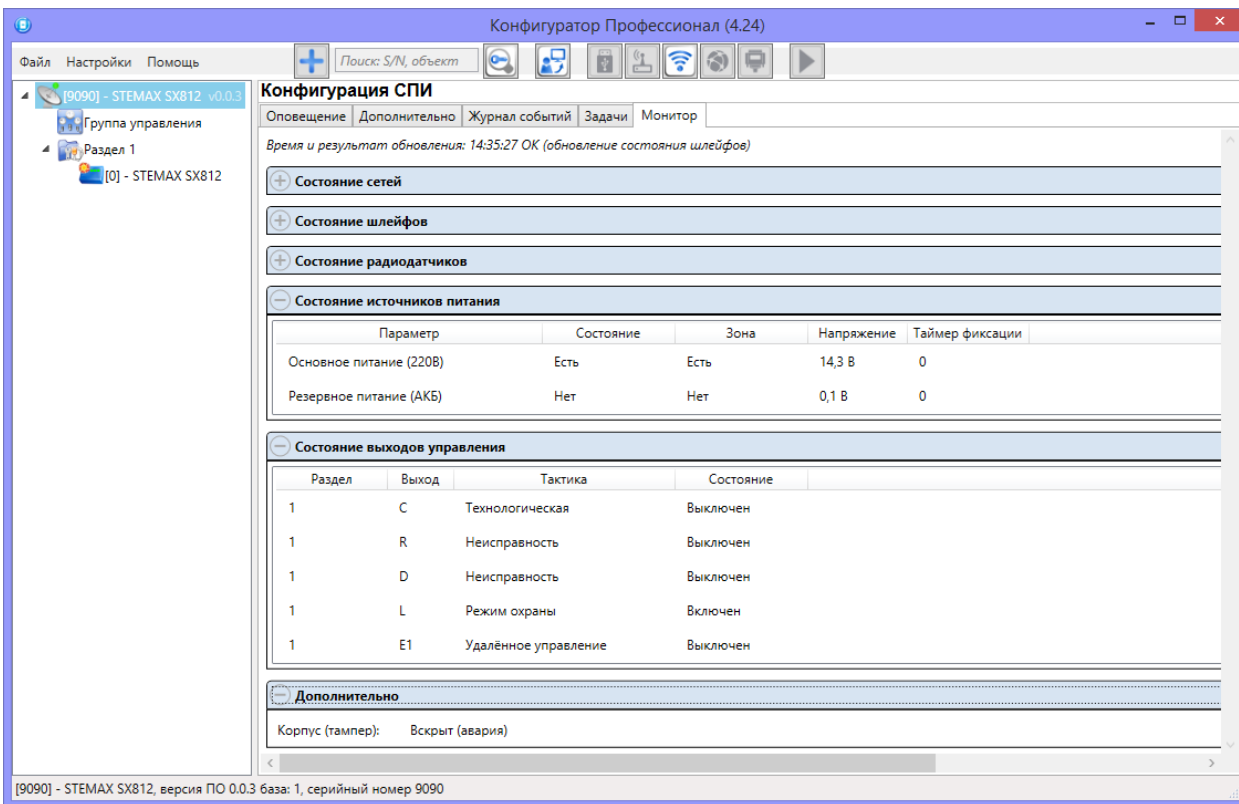 Конфигуратор Профессионал (4.24)
Файл Настройки Помощь Поиск: S/N, объект
[9090] - STEMAX SX812 v0.0.3
Группа управления
Раздел 1
[0] - STEMAX SX812
Конфигурация СПИ
Оповещение Дополнительно Журнал событий Задачи Монитор
Время и результат обновления: 14:35:27 ОК (обновление состояния шлейфов)
Состояние сетей
Состояние шлейфов
Состояние радиодатчиков
Состояние источников питания
Параметр Состояние Зона Напряжение Таймер фиксации
Основное питание (220В) Есть Есть 14,3 В 0
Резервное питание (АКБ) Нет Нет 0,1 В 0
Состояние выходов управления
Раздел Выход Тактика Состояние
1 C Технологическая Выключен
1 R Неисправность Выключен
1 D Неисправность Выключен
1 L Режим охраны Включен
1 E1 Удалённое управление Выключен
Дополнительно
Корпус (тампер): Вскрыт (авария)
[9090] - STEMAX SX812, версия ПО 0.0.3 база: 1, серийный номер 9090